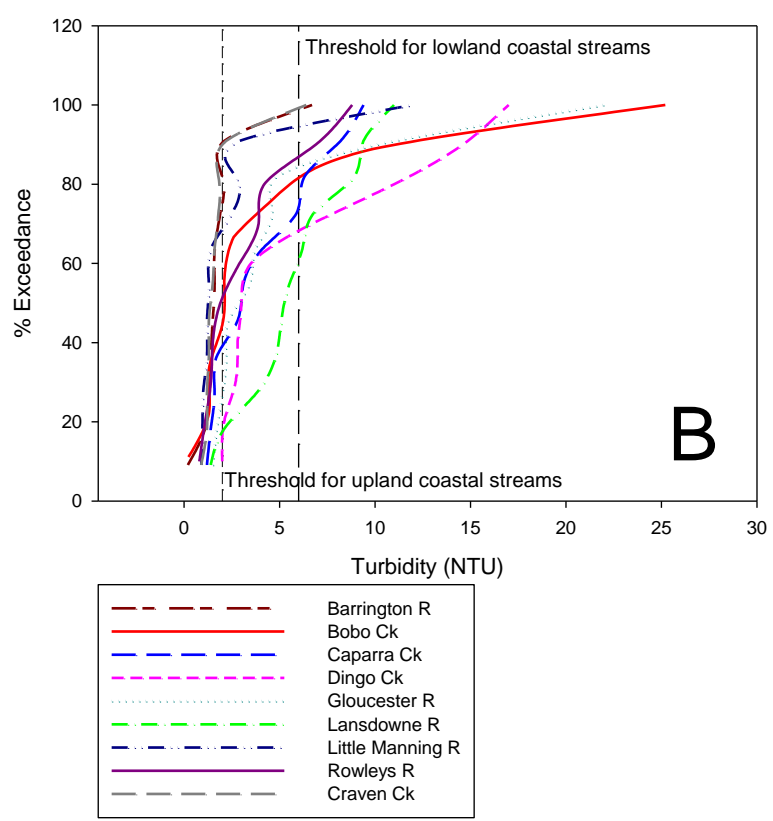 120
Threshold for lowland coastal streams
100
80
60
% Exceedance
40
20
B
Threshold for upland coastal streams
0
0 5 10 15 20 25 30
Turbidity (NTU)
Barrington R
Bobo Ck
Caparra Ck
Dingo Ck
Gloucester R
Lansdowne R
Little Manning R
Rowleys R
Craven Ck